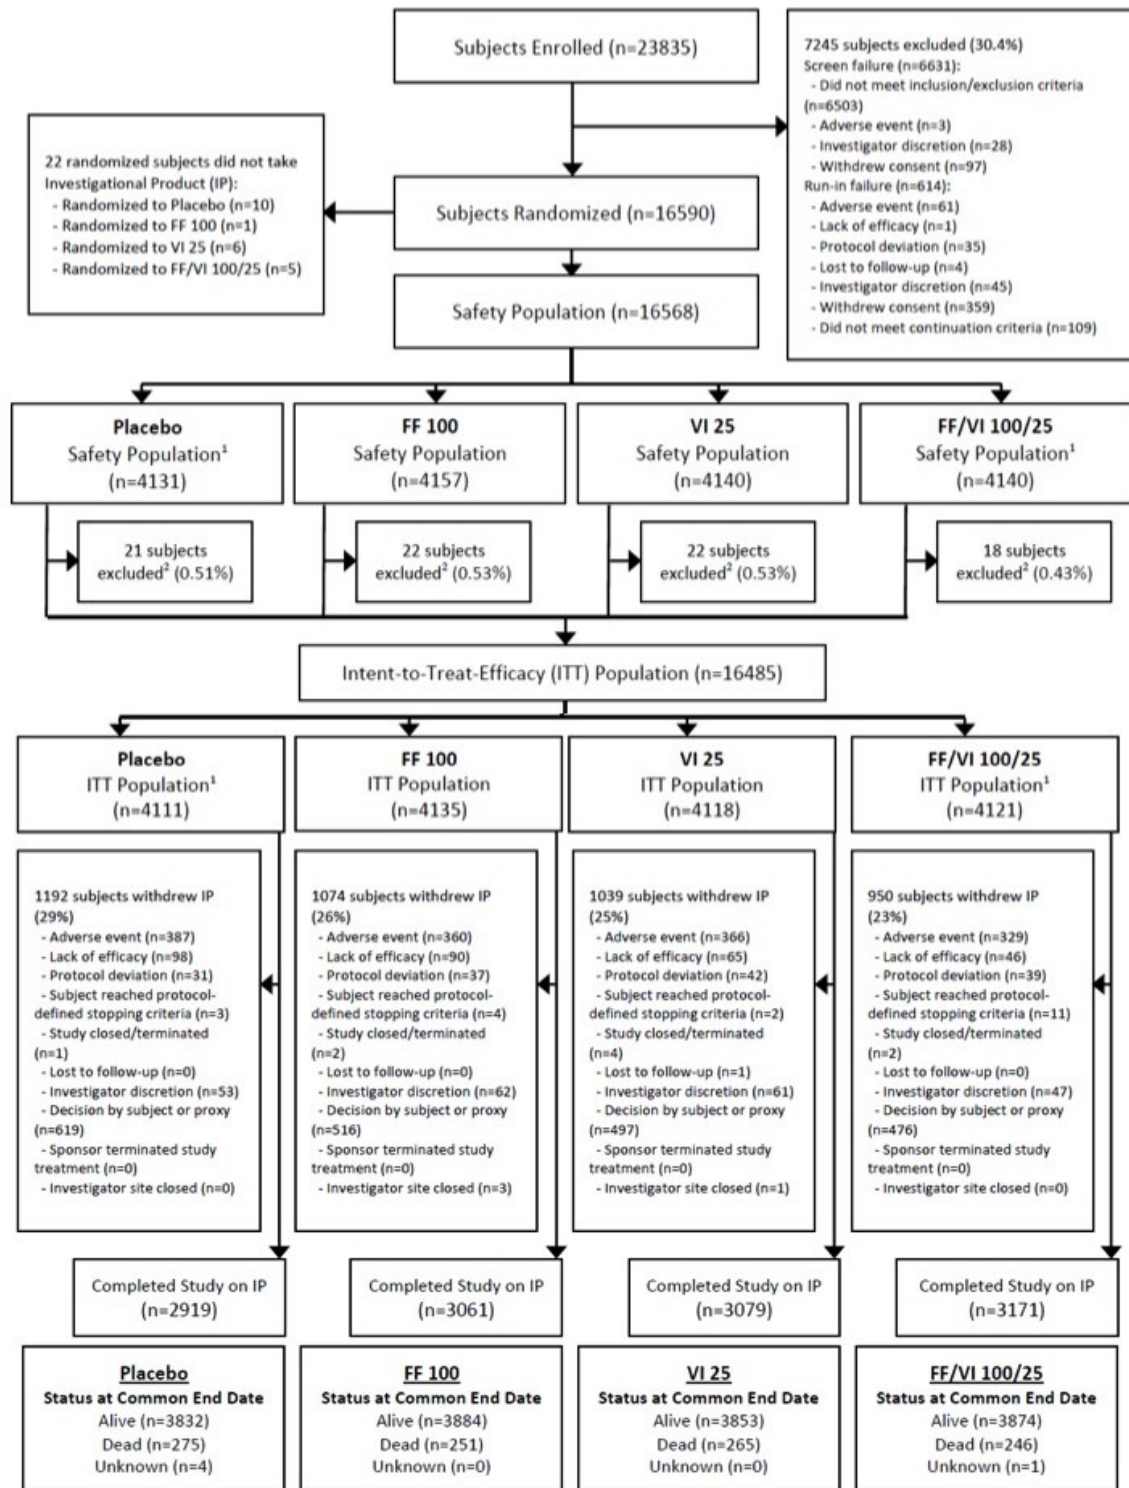 Subjects Enrolled (n=23835)
7245 subjects excluded (30.4%)
Screen failure (n=6631):
- Did not meet inclusion/exclusion criteria
(n=6503)
- Adverse event (n=3)
- Investigator discretion (n=28)
- Withdrew consent (n=97)
Run-in failure (n=614):
- Adverse event (n=61)
- Lack of efficacy (n=1)
- Protocol deviation (n=35)
- Lost to follow-up (n=4)
- Investigator discretion (n=45)
- Withdrew consent (n=359)
- Did not meet continuation criteria (n=109)
22 randomized subjects did not take
Investigational Product (IP):
- Randomized to Placebo (n=10)
- Randomized to FF 100 (n=1)
- Randomized to VI 25 (n=6)
- Randomized to FF/VI 100/25 (n=5)
Subjects Randomized (n=16590)
Safety Population (n=16568)
Placebo
Safety Population¹
(n=4131)
FF 100
Safety Population
(n=4157)
VI 25
Safety Population
(n=4140)
FF/VI 100/25
Safety Population¹
(n=4140)
21 subjects
excluded² (0.51%)
22 subjects
excluded² (0.53%)
22 subjects
excluded² (0.53%)
18 subjects
excluded² (0.43%)
Intent-to-Treat-Efficacy (ITT) Population (n=16485)
Placebo
ITT Population¹
(n=4111)
FF 100
ITT Population
(n=4135)
VI 25
ITT Population
(n=4118)
FF/VI 100/25
ITT Population¹
(n=4121)
1192 subjects withdrew IP
(29%)
- Adverse event (n=387)
- Lack of efficacy (n=98)
- Protocol deviation (n=31)
- Subject reached protocol-
defined stopping criteria (n=3)
- Study closed/terminated
(n=1)
- Lost to follow-up (n=0)
- Investigator discretion (n=53)
- Decision by subject or proxy
(n=619)
- Sponsor terminated study
treatment (n=0)
- Investigator site closed (n=0)
1074 subjects withdrew IP
(26%)
- Adverse event (n=360)
- Lack of efficacy (n=90)
- Protocol deviation (n=37)
- Subject reached protocol-
defined stopping criteria (n=4)
- Study closed/terminated
(n=2)
- Lost to follow-up (n=0)
- Investigator discretion (n=62)
- Decision by subject or proxy
(n=516)
- Sponsor terminated study
treatment (n=0)
- Investigator site closed (n=3)
1039 subjects withdrew IP
(25%)
- Adverse event (n=366)
- Lack of efficacy (n=65)
- Protocol deviation (n=42)
- Subject reached protocol-
defined stopping criteria (n=2)
- Study closed/terminated
(n=4)
- Lost to follow-up (n=1)
- Investigator discretion (n=61)
- Decision by subject or proxy
(n=497)
- Sponsor terminated study
treatment (n=0)
- Investigator site closed (n=1)
950 subjects withdrew IP
(23%)
- Adverse event (n=329)
- Lack of efficacy (n=46)
- Protocol deviation (n=39)
- Subject reached protocol-
defined stopping criteria (n=11)
- Study closed/terminated
(n=2)
- Lost to follow-up (n=0)
- Investigator discretion (n=47)
- Decision by subject or proxy
(n=476)
- Sponsor terminated study
treatment (n=0)
- Investigator site closed (n=0)
Completed Study on IP
(n=2919)
Completed Study on IP
(n=3061)
Completed Study on IP
(n=3079)
Completed Study on IP
(n=3171)
Placebo
Status at Common End Date
Alive (n=3832)
Dead (n=275)
Unknown (n=4)
FF 100
Status at Common End Date
Alive (n=3884)
Dead (n=251)
Unknown (n=0)
VI 25
Status at Common End Date
Alive (n=3853)
Dead (n=265)
Unknown (n=0)
FF/VI 100/25
Status at Common End Date
Alive (n=3874)
Dead (n=246)
Unknown (n=1)